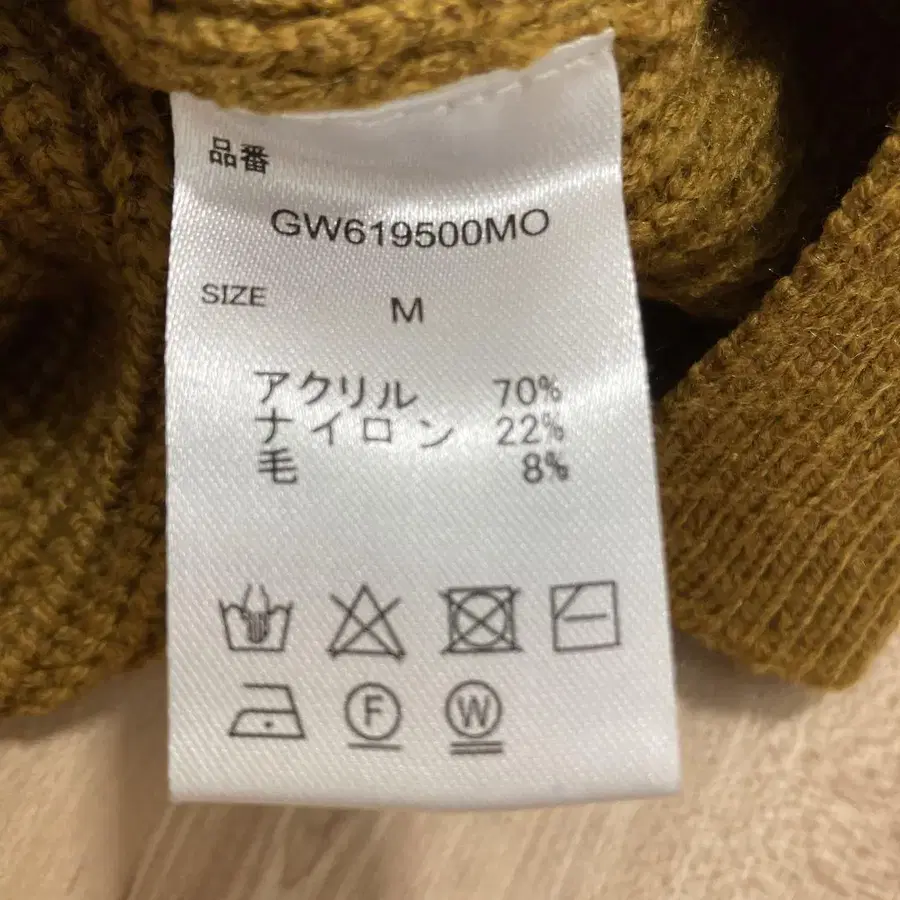 品番
GW619500MO
SIZE M
アクリル 70%
ナイロン 22%
毛 8%
F W